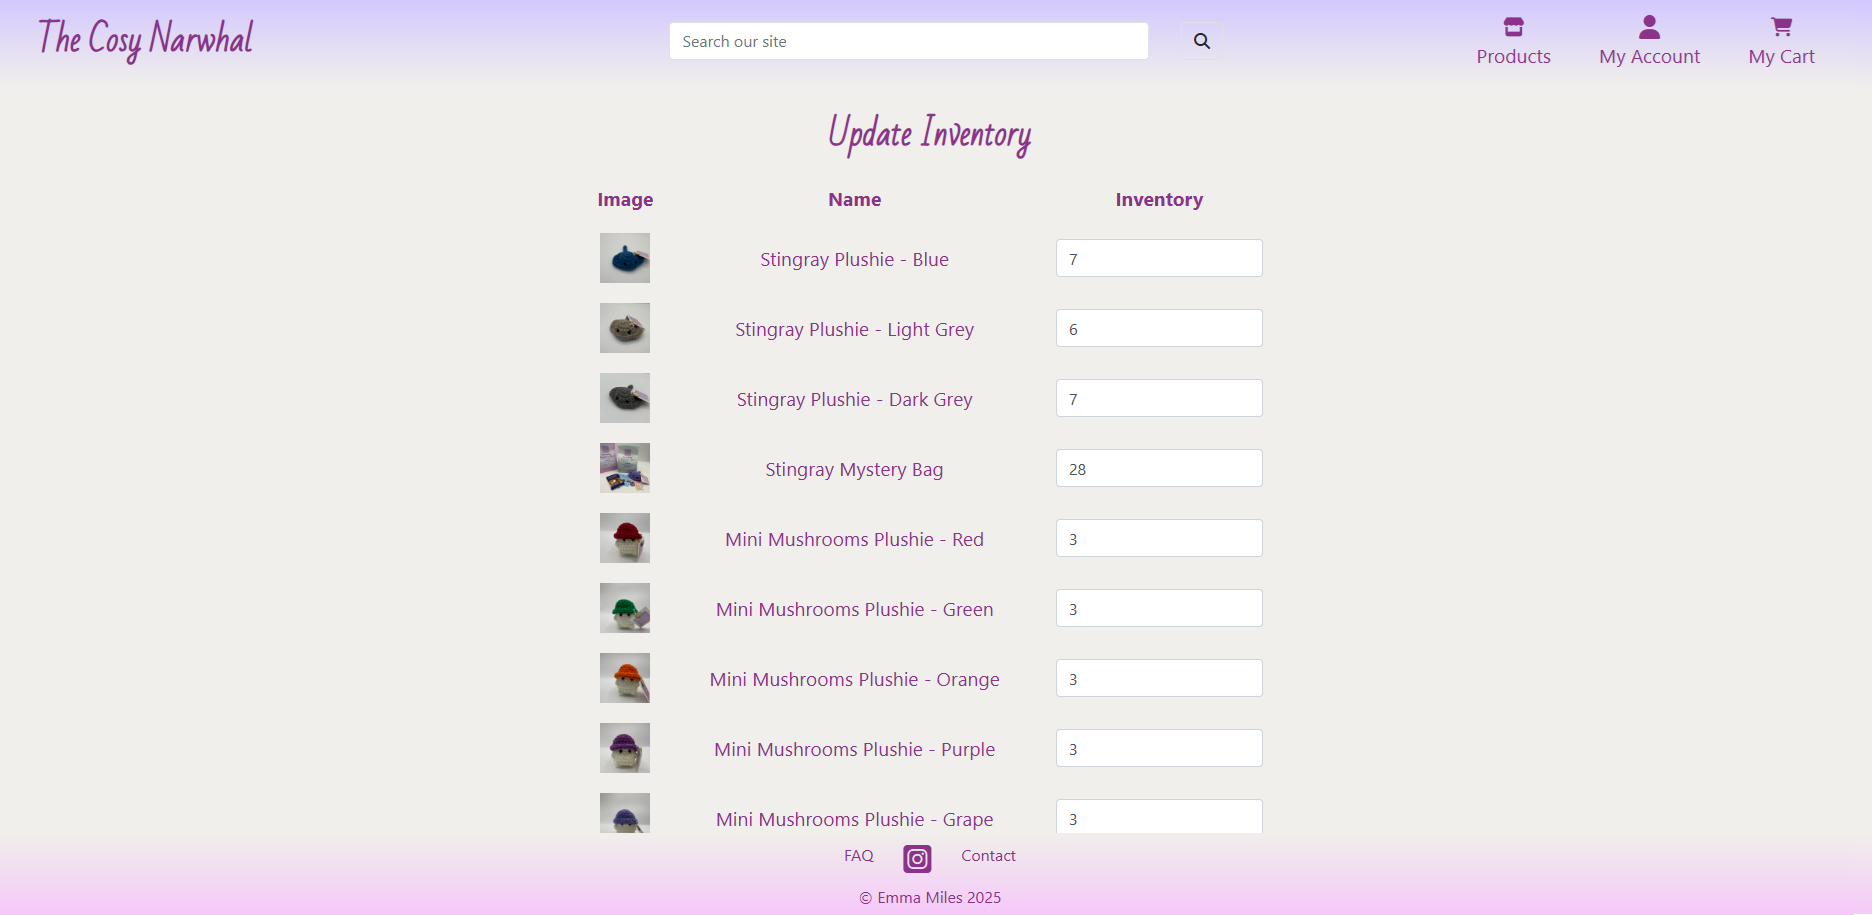 The Cosy Narwhal
Search our site
Products
My Account
My Cart
Update Inventory
Image Name Inventory
Stingray Plushie - Blue 7
Stingray Plushie - Light Grey 6
Stingray Plushie - Dark Grey 7
Stingray Mystery Bag 28
Mini Mushrooms Plushie - Red 3
Mini Mushrooms Plushie - Green 3
Mini Mushrooms Plushie - Orange 3
Mini Mushrooms Plushie - Purple 3
Mini Mushrooms Plushie - Grape 3
FAQ Contact
© Emma Miles 2025